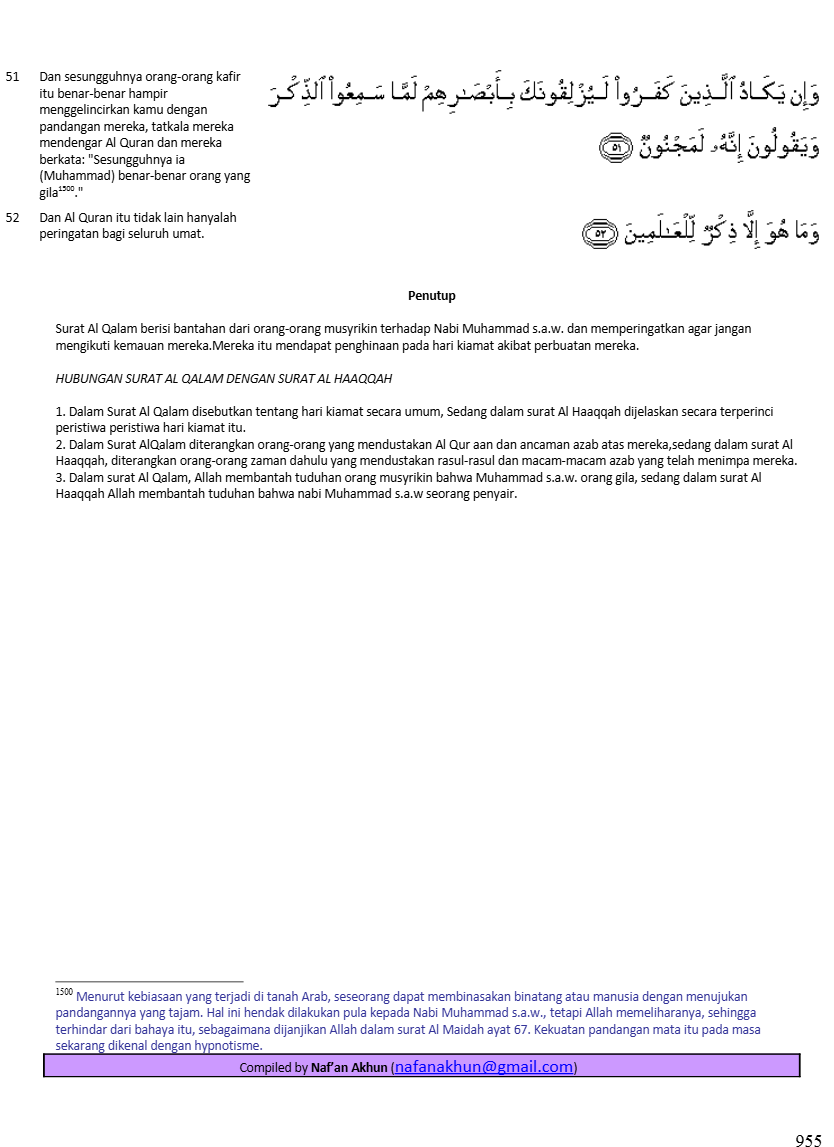 51 Dan sesungguhnya orang-orang kafir
itu benar-benar hampir
menggelincirkan kamu dengan
pandangan mereka, tatkala mereka
mendengar Al Quran dan mereka
berkata: "Sesungguhnya ia
(Muhammad) benar-benar orang yang
gila¹⁵⁰⁰."
وَإِن يَكَادُ ٱلَّذِينَ كَفَرُوا۟ لَيُزْلِقُونَكَ بِأَبْصَـٰرِهِمْ لَمَّا سَمِعُوا۟ ٱلذِّكْرَ
وَيَقُولُونَ إِنَّهُۥ لَمَجْنُونٌ ٥١
52 Dan Al Quran itu tidak lain hanyalah
peringatan bagi seluruh umat.
وَمَا هُوَ إِلَّا ذِكْرٌ لِّلْعَـٰلَمِينَ ٥٢
Penutup
Surat Al Qalam berisi bantahan dari orang-orang musyrikin terhadap Nabi Muhammad s.a.w. dan memperingatkan agar jangan
mengikuti kemauan mereka.Mereka itu mendapat penghinaan pada hari kiamat akibat perbuatan mereka.
HUBUNGAN SURAT AL QALAM DENGAN SURAT AL HAAQQAH
1. Dalam Surat Al Qalam disebutkan tentang hari kiamat secara umum, Sedang dalam surat Al Haaqqah dijelaskan secara terperinci
peristiwa peristiwa hari kiamat itu.
2. Dalam Surat AlQalam diterangkan orang-orang yang mendustakan Al Qur aan dan ancaman azab atas mereka,sedang dalam surat Al
Haaqqah, diterangkan orang-orang zaman dahulu yang mendustakan rasul-rasul dan macam-macam azab yang telah menimpa mereka.
3. Dalam surat Al Qalam, Allah membantah tuduhan orang musyrikin bahwa Muhammad s.a.w. orang gila, sedang dalam surat Al
Haaqqah Allah membantah tuduhan bahwa nabi Muhammad s.a.w seorang penyair.
1500 Menurut kebiasaan yang terjadi di tanah Arab, seseorang dapat membinasakan binatang atau manusia dengan menujukan
pandangannya yang tajam. Hal ini hendak dilakukan pula kepada Nabi Muhammad s.a.w., tetapi Allah memeliharanya, sehingga
terhindar dari bahaya itu, sebagaimana dijanjikan Allah dalam surat Al Maidah ayat 67. Kekuatan pandangan mata itu pada masa
sekarang dikenal dengan hypnotisme.
Compiled by Naf’an Akhun (nafanakhun@gmail.com)
955